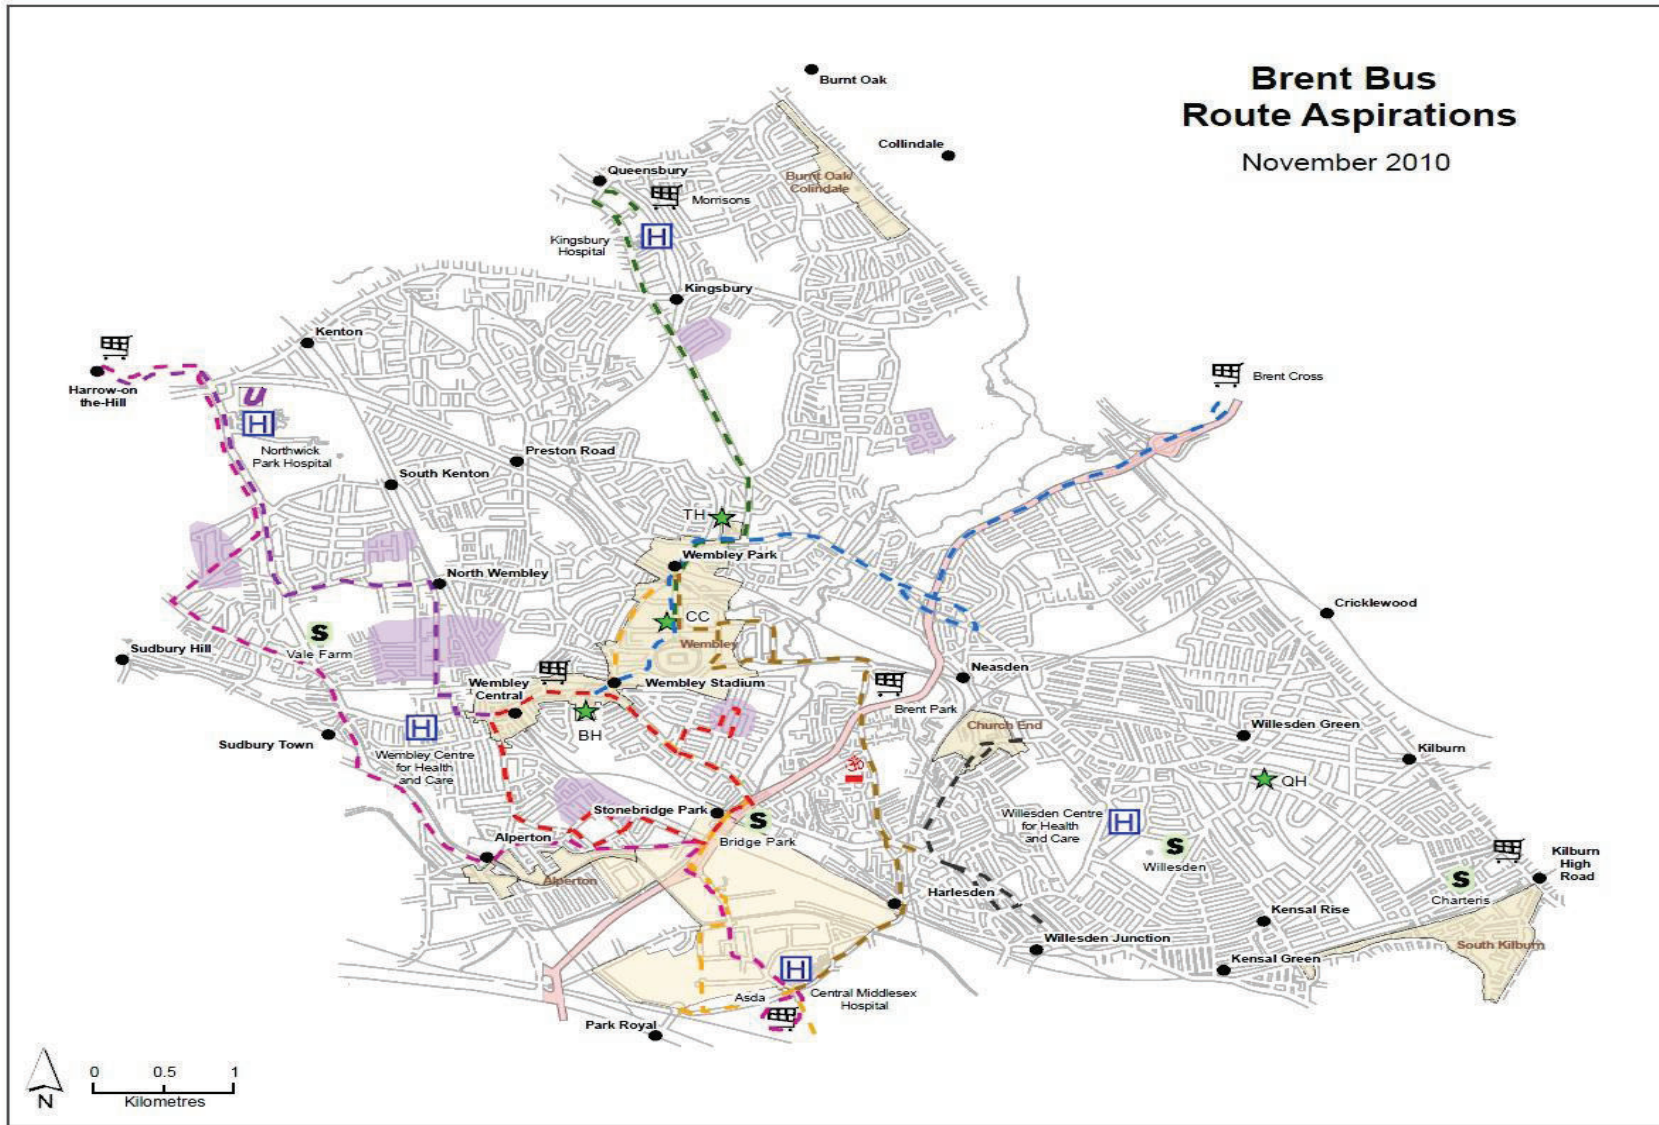 Brent Bus
Route Aspirations
November 2010
Burnt Oak
Collindale
Burnt Oak/
Colindale
Queensbury
Morrisons
H
Kingsbury
Hospital
Kingsbury
Kenton
Harrow-on
the-Hill
U
H
Northwick
Park Hospital
Preston Road
South Kenton
Brent Cross
TH
Wembley Park
North Wembley
CC
Wembley
S
Vale Farm
Sudbury Hill
Cricklewood
Neasden
Wembley
Central
Wembley Stadium
Brent Park
BH
H
Wembley Centre
for Health
and Care
Sudbury Town
Church End
Willesden Green
Kilburn
ॐ
QH
Stonebridge Park
S
Bridge Park
Willesden Centre
for Health
and Care
H
S
Willesden
Alperton
Alperton
Kilburn
High
Road
S
Charteris
Harlesden
Kensal Rise
Willesden Junction
Kensal Green
South Kilburn
H
Asda
Central Middlesex
Hospital
Park Royal
N
0 0.5 1
Kilometres